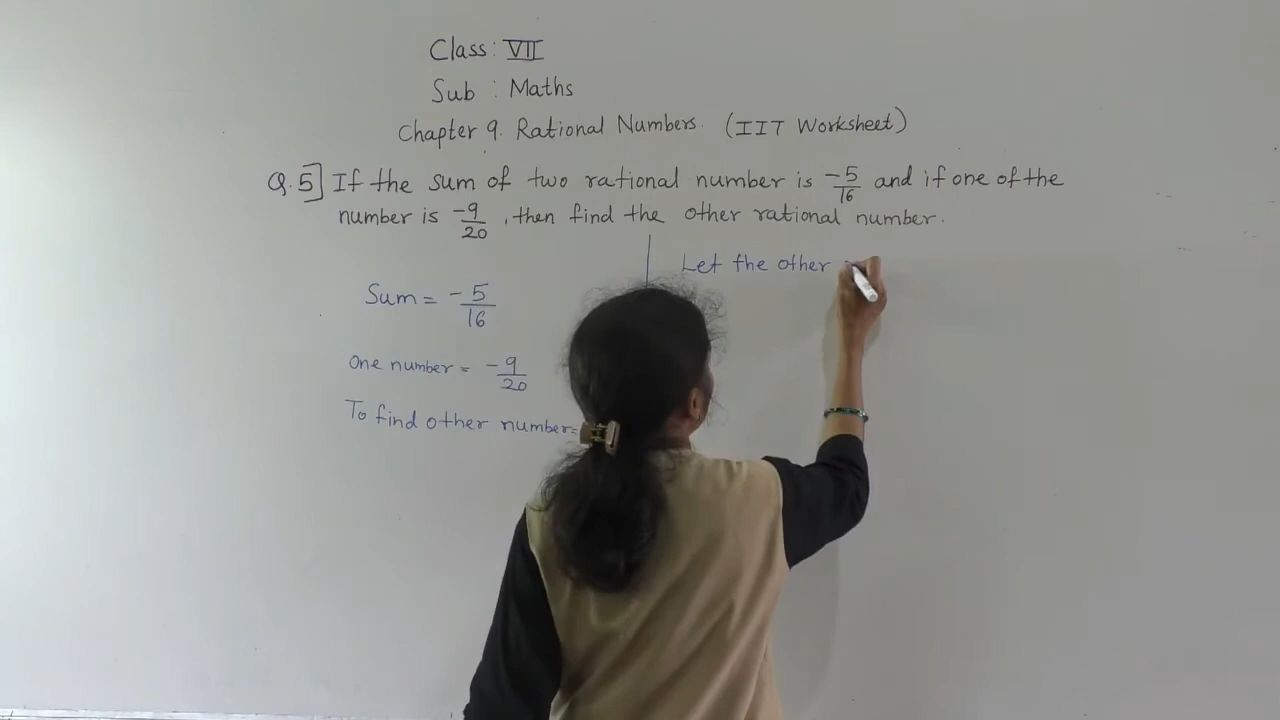 Class: VII
Sub : Maths
Chapter 9. Rational Numbers. (IIT Worksheet)
Q.5] If the sum of two rational number is -5/16 and if one of the
number is -9/20, then find the other rational number.
Sum = -5/16
One number = -9/20
To find other number=
Let the other